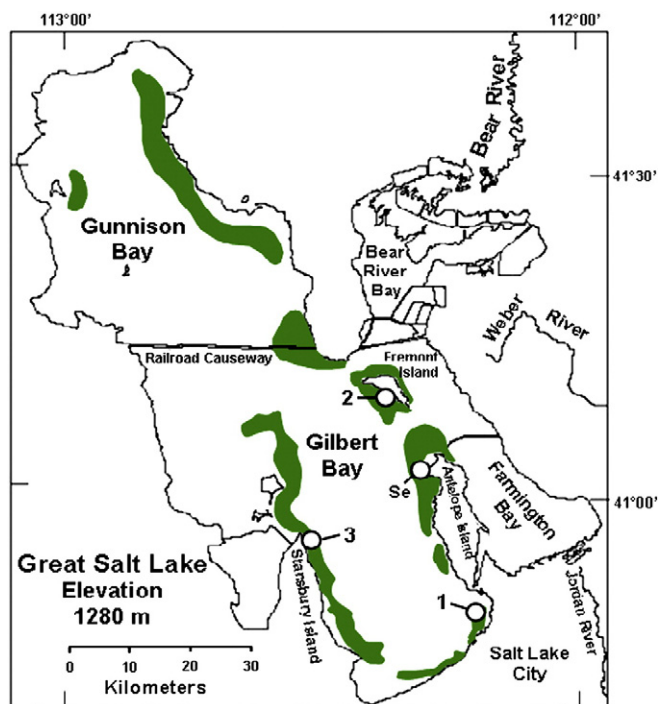 113°00'
112°00'
Bear River
41°30'
Gunnison
Bay
Bear
River
Bay
Weber
River
Railroad Causeway
Fremont
Island
2
Gilbert
Bay
Se
Antelope Island
Farmington
Bay
41°00'
3
Great Salt Lake
Elevation
1280 m
Stansbury Island
1
Jordan River
0 10 20 30
Kilometers
Salt Lake
City